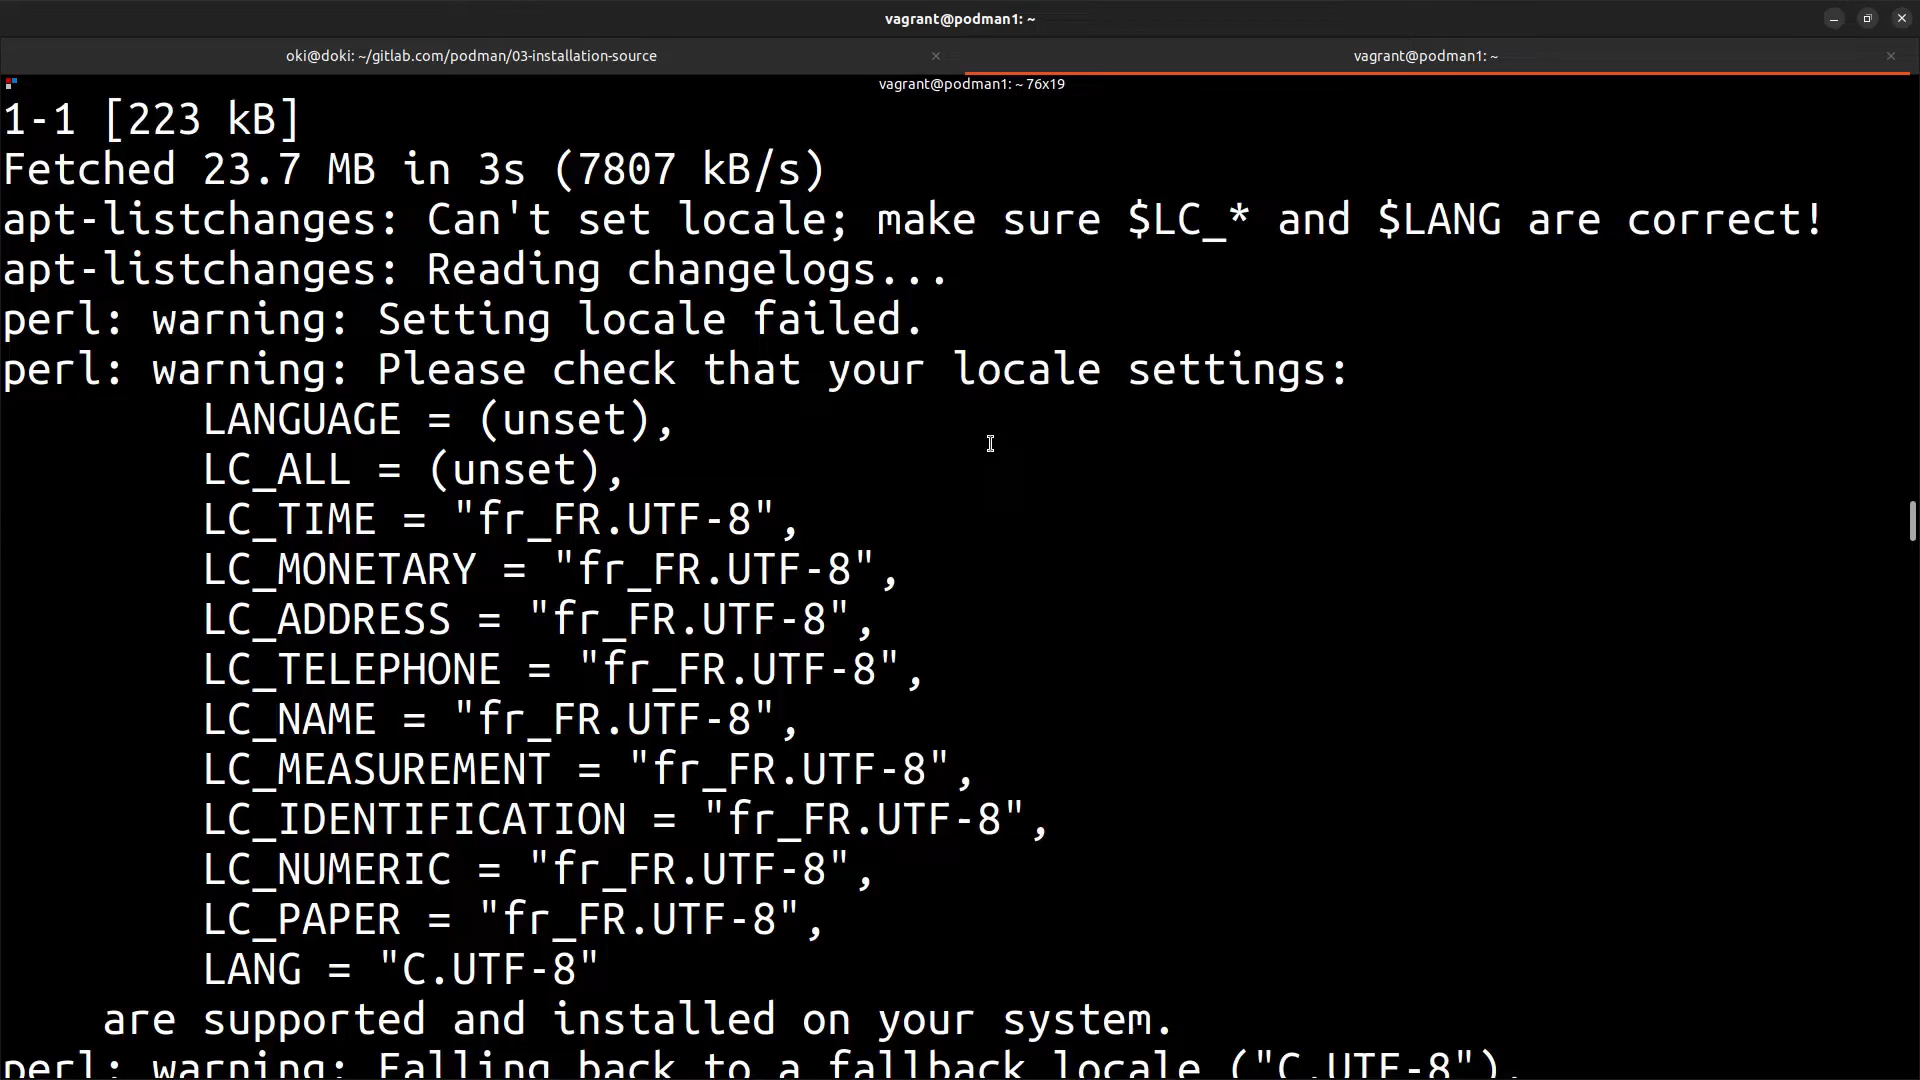 vagrant@podman1: ~
oki@doki: ~/gitlab.com/podman/03-installation-source
vagrant@podman1: ~
vagrant@podman1: ~ 76x19
1-1 [223 kB]
Fetched 23.7 MB in 3s (7807 kB/s)
apt-listchanges: Can't set locale; make sure $LC_* and $LANG are correct!
apt-listchanges: Reading changelogs...
perl: warning: Setting locale failed.
perl: warning: Please check that your locale settings:
LANGUAGE = (unset),
LC_ALL = (unset),
LC_TIME = "fr_FR.UTF-8",
LC_MONETARY = "fr_FR.UTF-8",
LC_ADDRESS = "fr_FR.UTF-8",
LC_TELEPHONE = "fr_FR.UTF-8",
LC_NAME = "fr_FR.UTF-8",
LC_MEASUREMENT = "fr_FR.UTF-8",
LC_IDENTIFICATION = "fr_FR.UTF-8",
LC_NUMERIC = "fr_FR.UTF-8",
LC_PAPER = "fr_FR.UTF-8",
LANG = "C.UTF-8"
are supported and installed on your system.
perl: warning: Falling back to a fallback locale ("C.UTF-8").